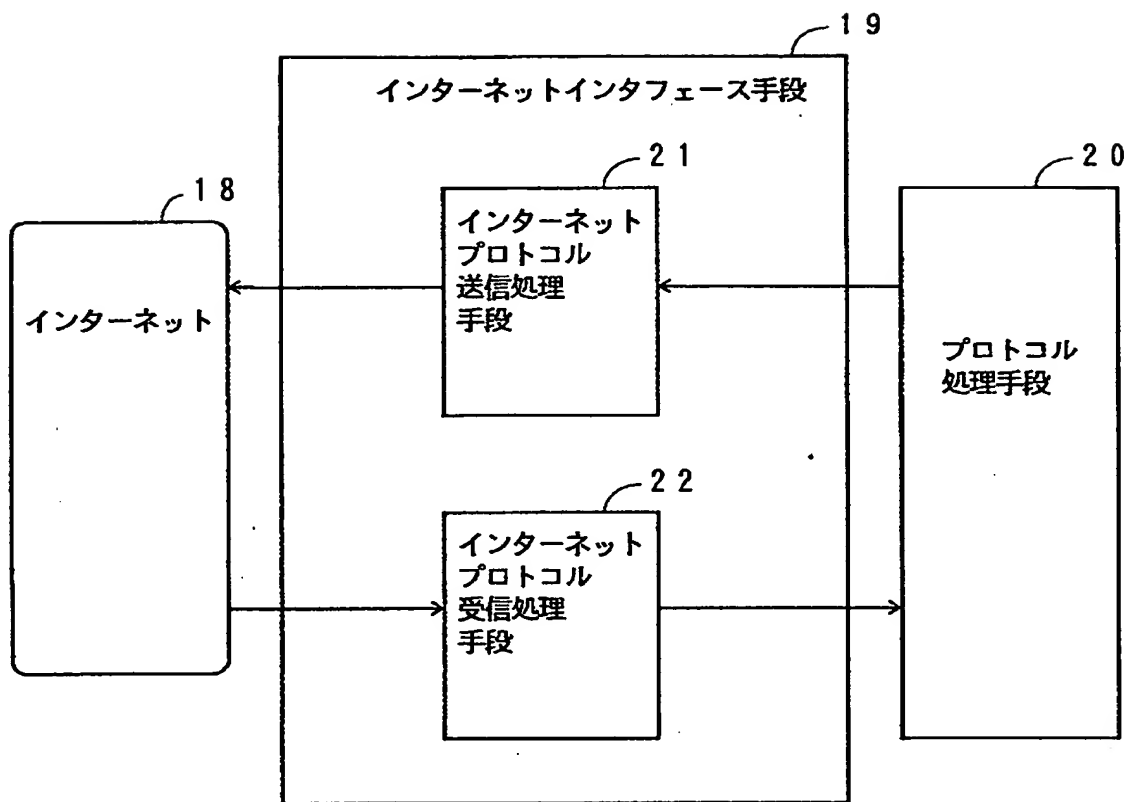 19
インターネットインタフェース手段
21
20
18
インターネット
プロトコル
送信処理
手段
インターネット
プロトコル
処理手段
22
インターネット
プロトコル
受信処理
手段